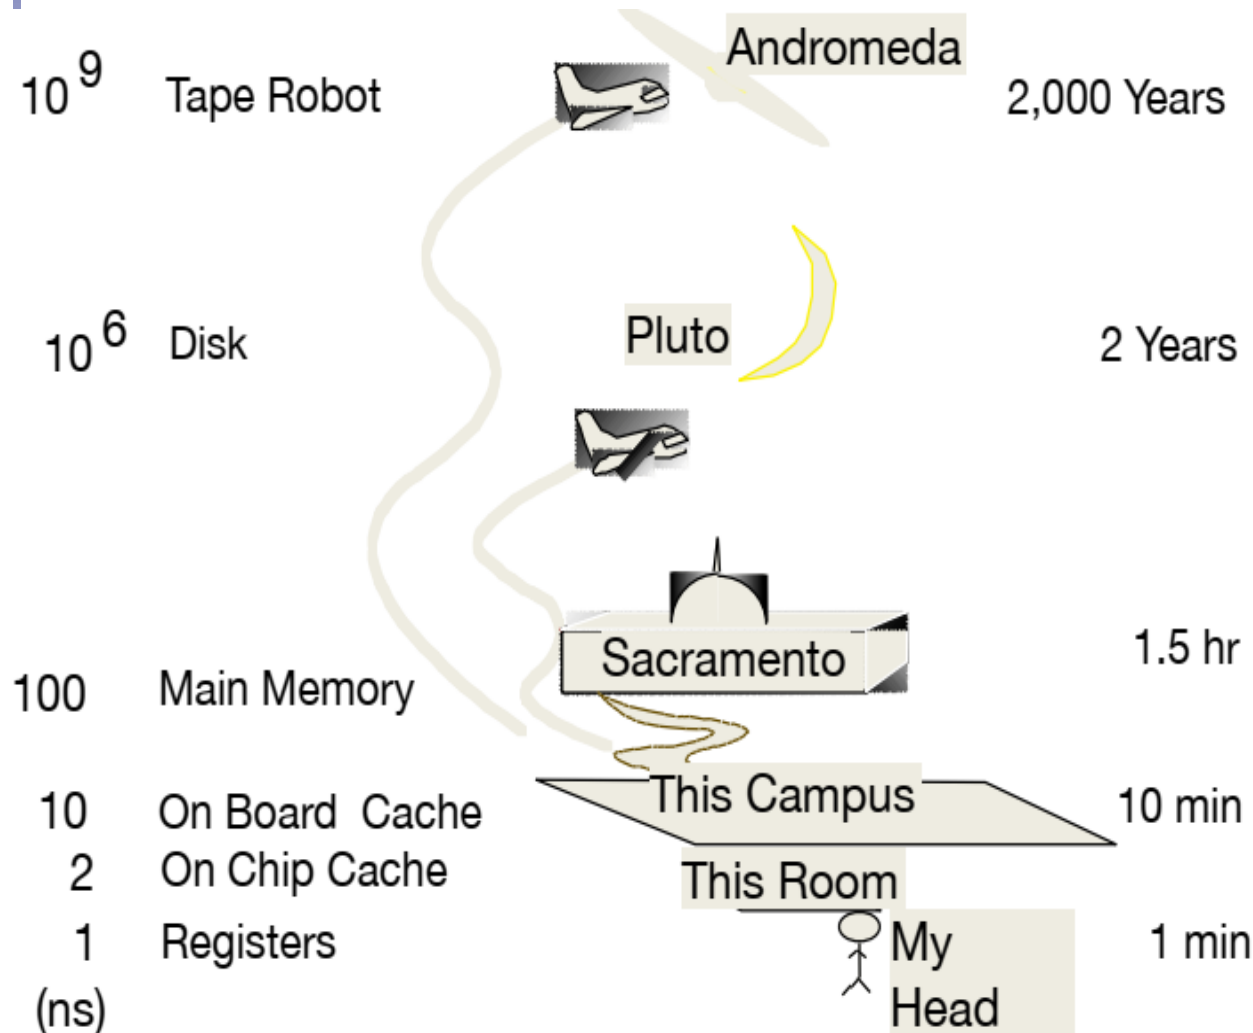 Andromeda
10 9 Tape Robot 2,000 Years
10 6 Disk Pluto 2 Years
Sacramento 1.5 hr
100 Main Memory
This Campus
10 On Board Cache 10 min
2 On Chip Cache This Room
1 Registers My 1 min
(ns) Head